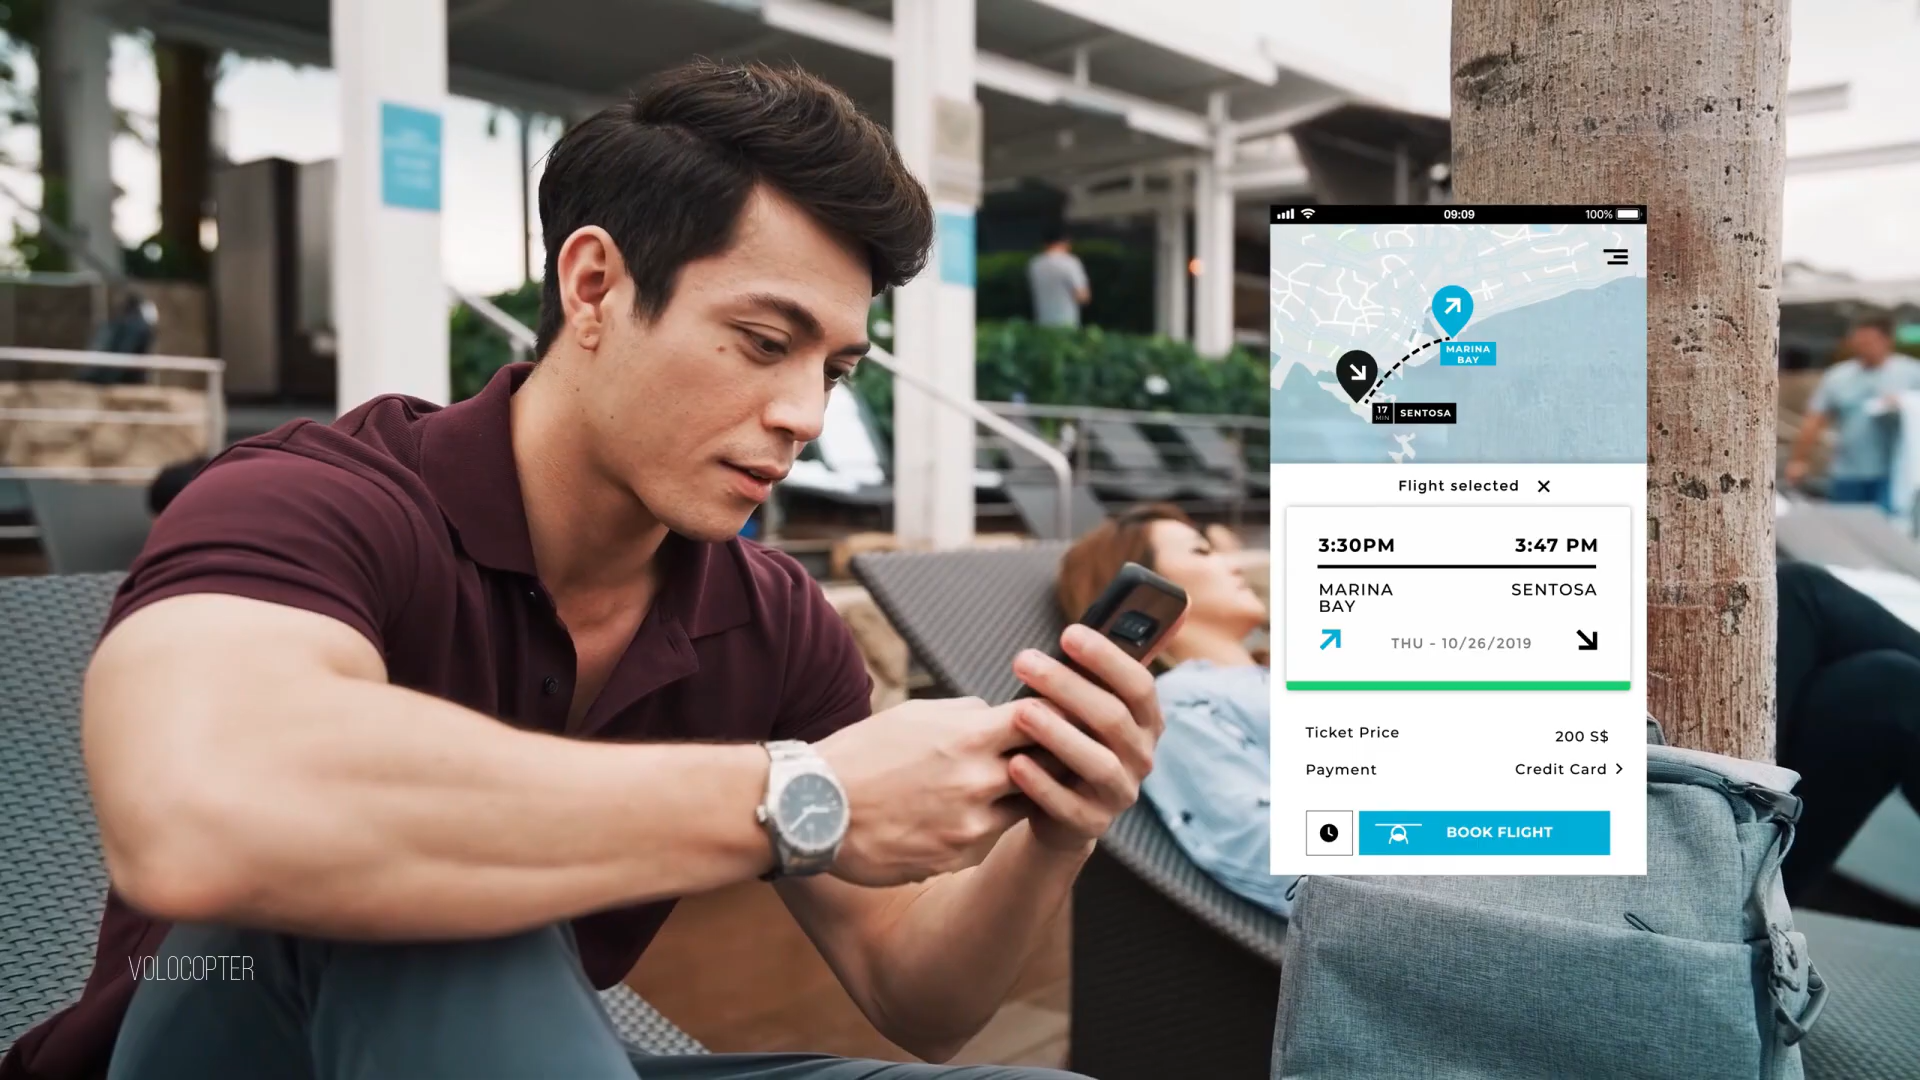 09:09
100%
MARINA
BAY
17
MIN
SENTOSA
Flight selected
3:30PM
3:47 PM
MARINA
BAY
SENTOSA
THU - 10/26/2019
Ticket Price
200 S$
Payment
Credit Card
BOOK FLIGHT
VOLOCOPTER